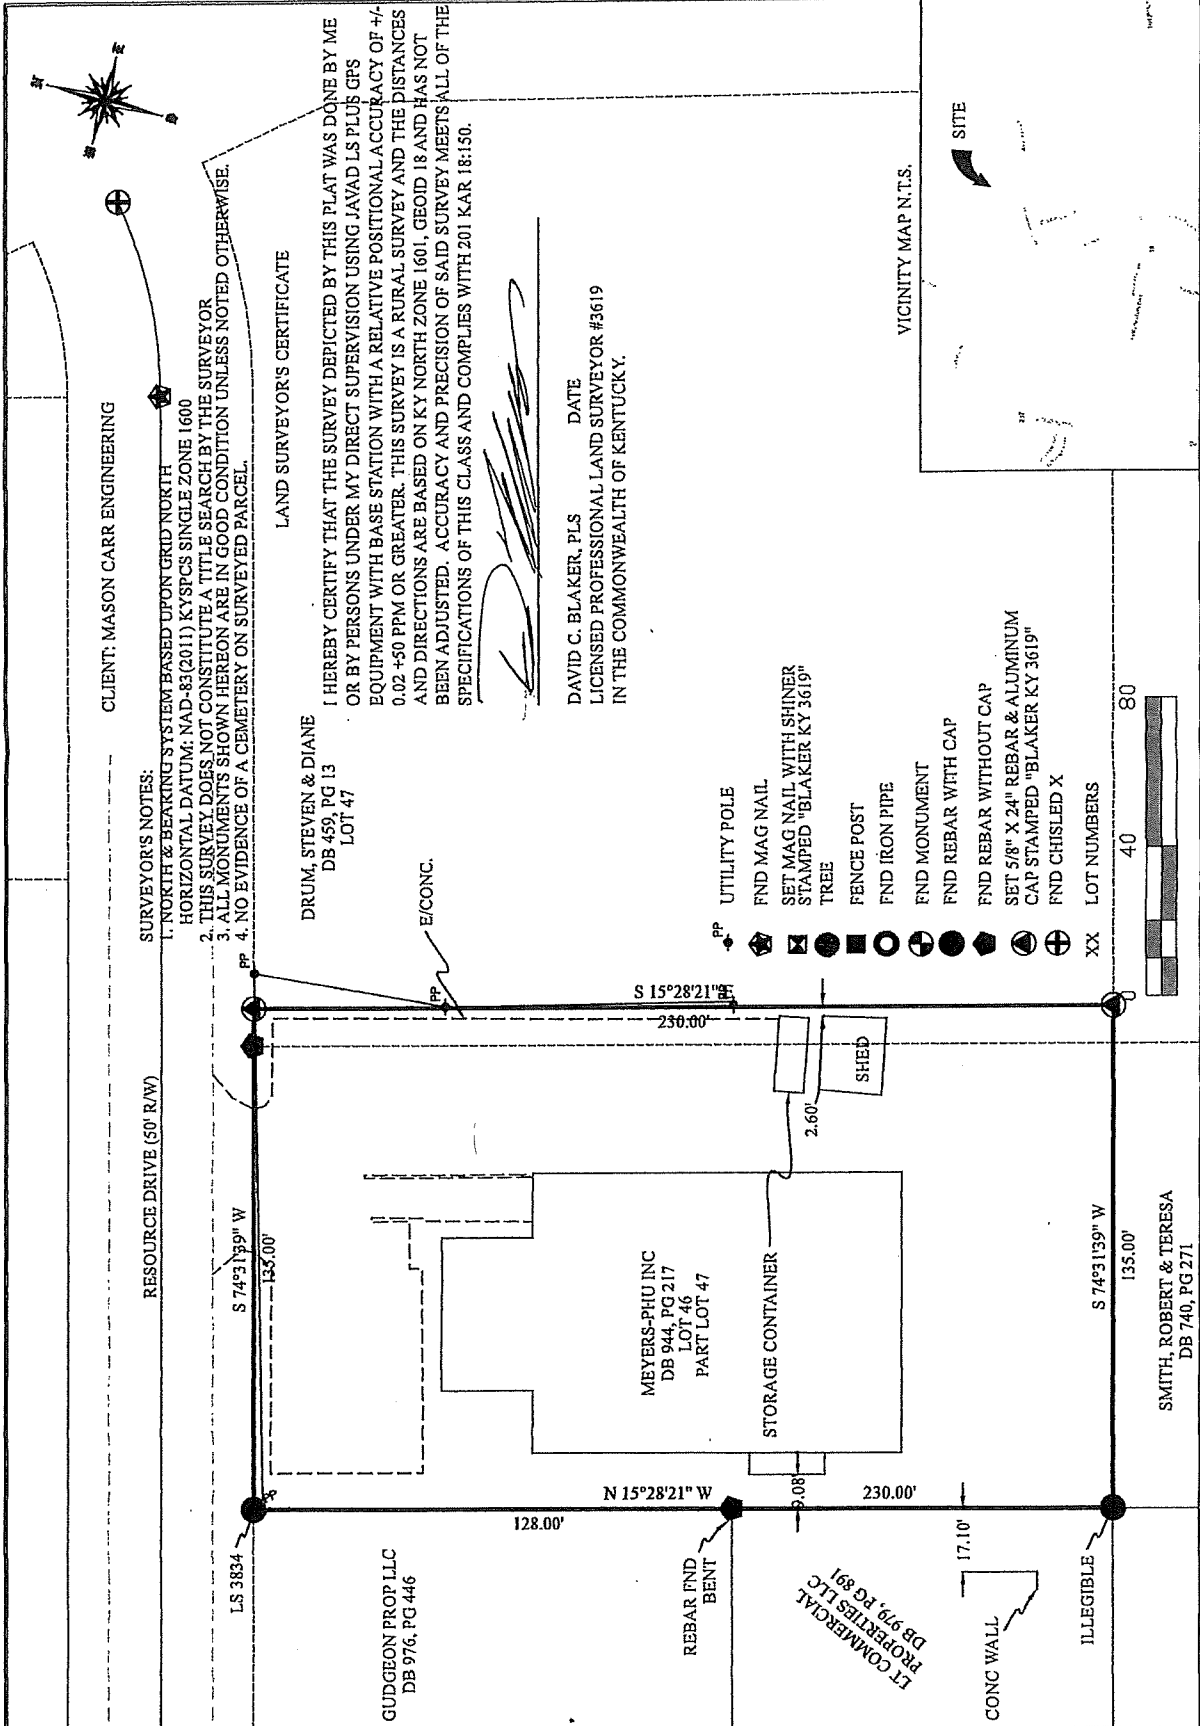 CLIENT: MASON CARR ENGINEERING
RESOURCE DRIVE (50' R/W)
SURVEYOR'S NOTES:
1. NORTH & BEARING SYSTEM BASED UPON GRID NORTH
HORIZONTAL DATUM: NAD-83(2011) KYSPCS SINGLE ZONE 1600
2. THIS SURVEY DOES NOT CONSTITUTE A TITLE SEARCH BY THE SURVEYOR
3. ALL MONUMENTS SHOWN HEREON ARE IN GOOD CONDITION UNLESS NOTED OTHERWISE.
4. NO EVIDENCE OF A CEMETERY ON SURVEYED PARCEL.
LAND SURVEYOR'S CERTIFICATE
I HEREBY CERTIFY THAT THE SURVEY DEPICTED BY THIS PLAT WAS DONE BY ME
OR BY PERSONS UNDER MY DIRECT SUPERVISION USING JAVAD LS PLUS GPS
EQUIPMENT WITH BASE STATION WITH A RELATIVE POSITIONAL ACCURACY OF +/-
0.02 +50 PPM OR GREATER. THIS SURVEY IS A RURAL SURVEY AND THE DISTANCES
AND DIRECTIONS ARE BASED ON KY NORTH ZONE 1601, GEOID 18 AND HAS NOT
BEEN ADJUSTED. ACCURACY AND PRECISION OF SAID SURVEY MEETS ALL OF THE
SPECIFICATIONS OF THIS CLASS AND COMPLIES WITH 201 KAR 18:150.
DAVID C. BLAKER, PLS DATE
LICENSED PROFESSIONAL LAND SURVEYOR #3619
IN THE COMMONWEALTH OF KENTUCKY.
DRUM, STEVEN & DIANE
DB 459, PG 13
LOT 47
E/CONC.
LS 3834
PP
S 74°31'39" W
135.00'
PP
PP
S 15°28'21" E
230.00'
PP
GUDGEON PROP LLC
DB 976, PG 446
128.00'
N 15°28'21" W
230.00'
REBAR FND
BENT
MEYERS-PHU INC
DB 944, PG 217
LOT 46
PART LOT 47
STORAGE CONTAINER
2.60'
SHED
9.08'
17.10'
LT COMMERCIAL
PROPERTIES LLC
DB 979, PG 891
CONC WALL
ILLEGIBLE
S 74°31'39" W
135.00'
SMITH, ROBERT & TERESA
DB 740, PG 271
PP UTILITY POLE
FND MAG NAIL
SET MAG NAIL WITH SHINER
STAMPED "BLAKER KY 3619"
TREE
FENCE POST
FND IRON PIPE
FND MONUMENT
FND REBAR WITH CAP
FND REBAR WITHOUT CAP
SET 5/8" X 24" REBAR & ALUMINUM
CAP STAMPED "BLAKER KY 3619"
FND CHISLED X
XX LOT NUMBERS
0 40 80
VICINITY MAP N.T.S.
SITE